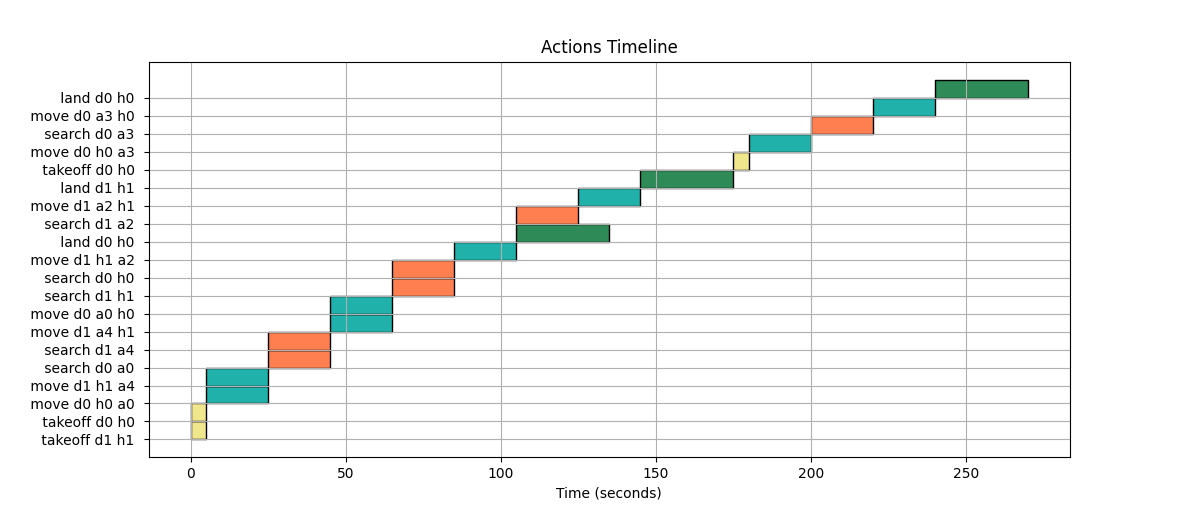 Actions Timeline
land d0 h0
move d0 a3 h0
search d0 a3
move d0 h0 a3
takeoff d0 h0
land d1 h1
move d1 a2 h1
search d1 a2
land d0 h0
move d1 h1 a2
search d0 h0
search d1 h1
move d0 a0 h0
move d1 a4 h1
search d1 a4
search d0 a0
move d1 h1 a4
move d0 h0 a0
takeoff d0 h0
takeoff d1 h1
0 50 100 150 200 250
Time (seconds)